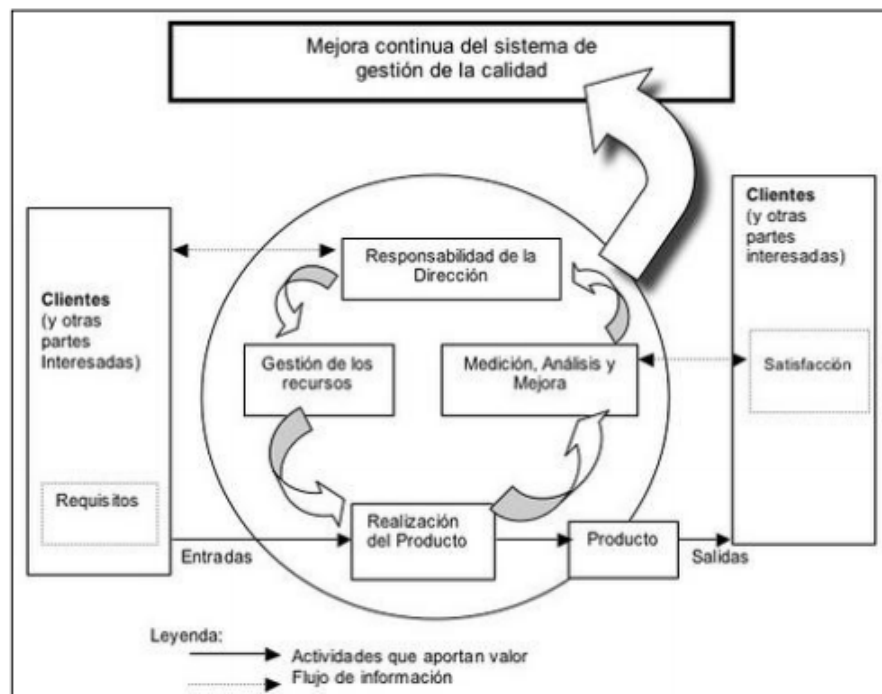 Mejora continua del sistema de
gestión de la calidad
Clientes
(y otras
partes
interesadas)
Responsabilidad de la
Dirección
Clientes
(y otras
partes
Interesadas)
Gestión de los
recursos
Medición, Análisis y
Mejora
Satisfacción
Requisitos
Realización
del Producto
Producto
Entradas
Salidas
Leyenda:
Actividades que aportan valor
Flujo de información